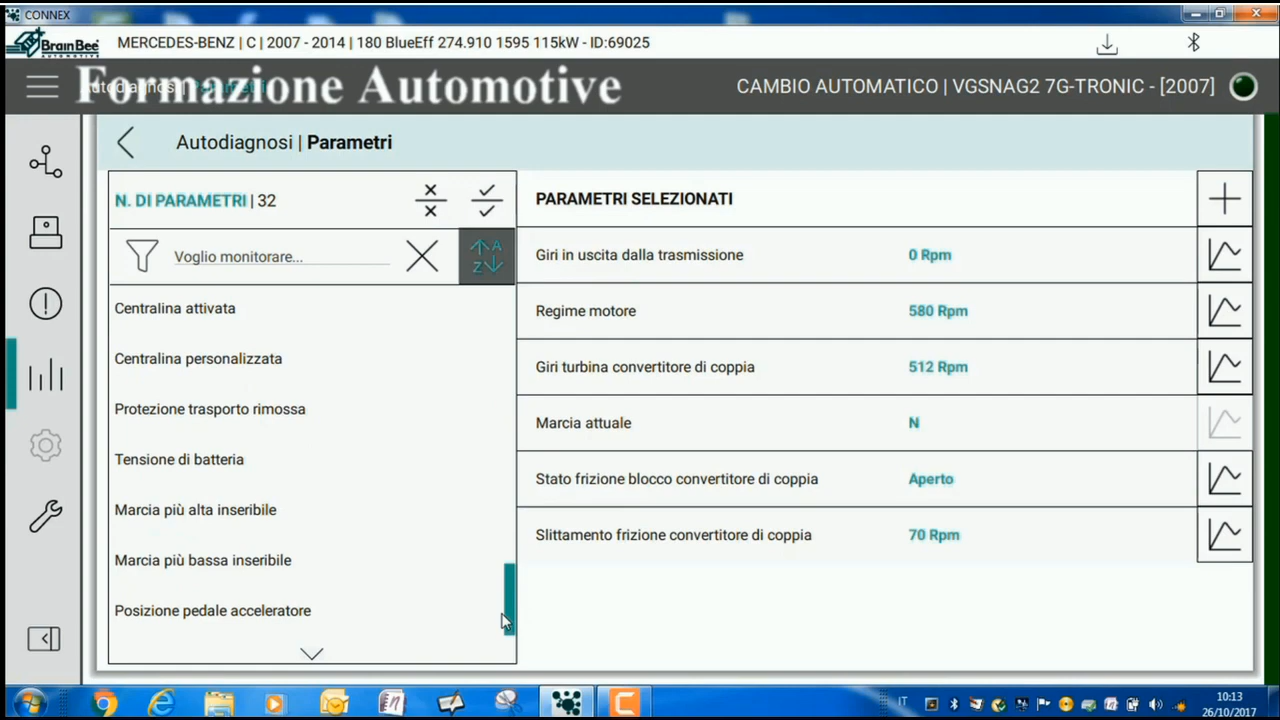 CONNEX
BrainBee
AUTOMOTIVE
MERCEDES-BENZ | C | 2007 - 2014 | 180 BlueEff 274.910 1595 115kW - ID:69025
Formazione Automotive
CAMBIO AUTOMATICO | VGSNAG2 7G-TRONIC - [2007]
Autodiagnosi | Parametri
N. DI PARAMETRI | 32
PARAMETRI SELEZIONATI
Voglio monitorare...
A
Z
Giri in uscita dalla trasmissione 0 Rpm
Centralina attivata
Regime motore 580 Rpm
Centralina personalizzata
Giri turbina convertitore di coppia 512 Rpm
Protezione trasporto rimossa
Marcia attuale N
Tensione di batteria
Stato frizione blocco convertitore di coppia Aperto
Marcia più alta inseribile
Slittamento frizione convertitore di coppia 70 Rpm
Marcia più bassa inseribile
Posizione pedale acceleratore
IT
10:13
26/10/2017